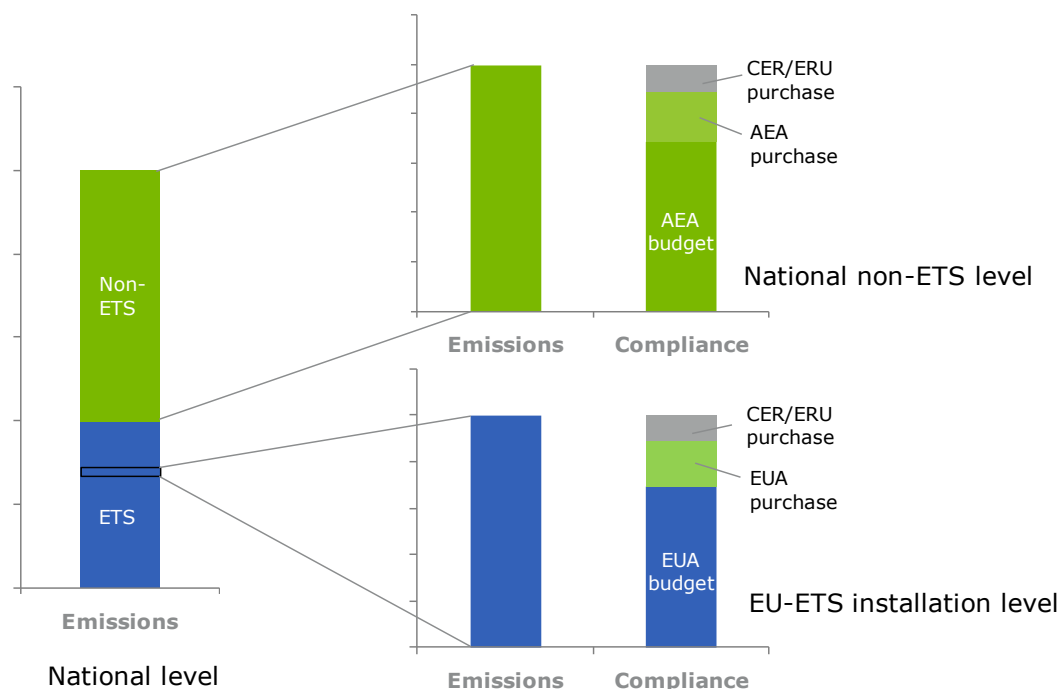 Non-
ETS
ETS
Emissions
National level
CER/ERU
purchase
AEA
purchase
AEA
budget
National non-ETS level
Emissions
Compliance
CER/ERU
purchase
EUA
purchase
EUA
budget
EU-ETS installation level
Emissions
Compliance